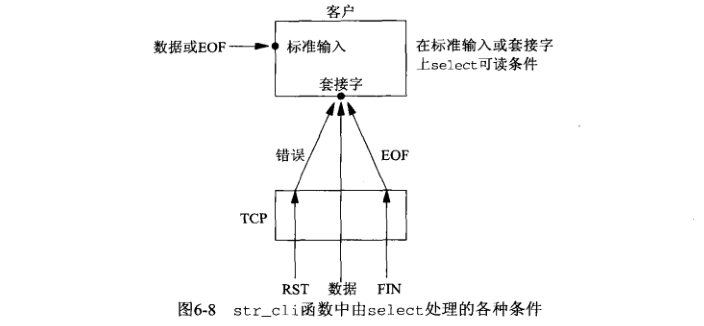 客户
数据或EOF
标准输入
在标准输入或套接字
上select可读条件
套接字
错误
EOF
TCP
RST
数据
FIN
图6-8 str_cli函数中由select处理的各种条件